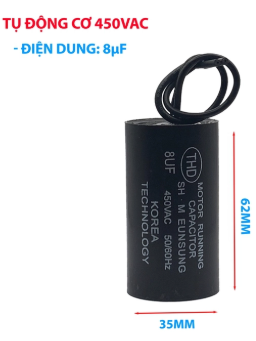 TỤ ĐỘNG CƠ 450VAC
- ĐIỆN DUNG: 8µF
THD
MOTOR RUNNING
CAPACITOR
SH M EUNSUNG
8UF 450VAC 50/60Hz
KOREA
TECHNOLOGY
62MM
35MM